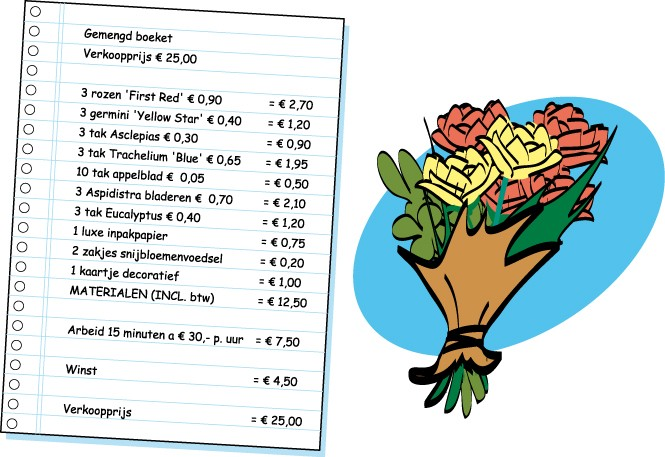 Gemengd boeket
Verkoopprijs € 25,00
3 rozen 'First Red' € 0,90 = € 2,70
3 germini 'Yellow Star' € 0,40 = € 1,20
3 tak Asclepias € 0,30 = € 0,90
3 tak Trachelium 'Blue' € 0,65 = € 1,95
10 tak appelblad € 0,05 = € 0,50
3 Aspidistra bladeren € 0,70 = € 2,10
3 tak Eucalyptus € 0,40 = € 1,20
1 luxe inpakpapier = € 0,75
2 zakjes snijbloemenvoedsel = € 0,20
1 kaartje decoratief = € 1,00
MATERIALEN (INCL. btw) = € 12,50
Arbeid 15 minuten a € 30,- p. uur = € 7,50
Winst = € 4,50
Verkoopprijs = € 25,00